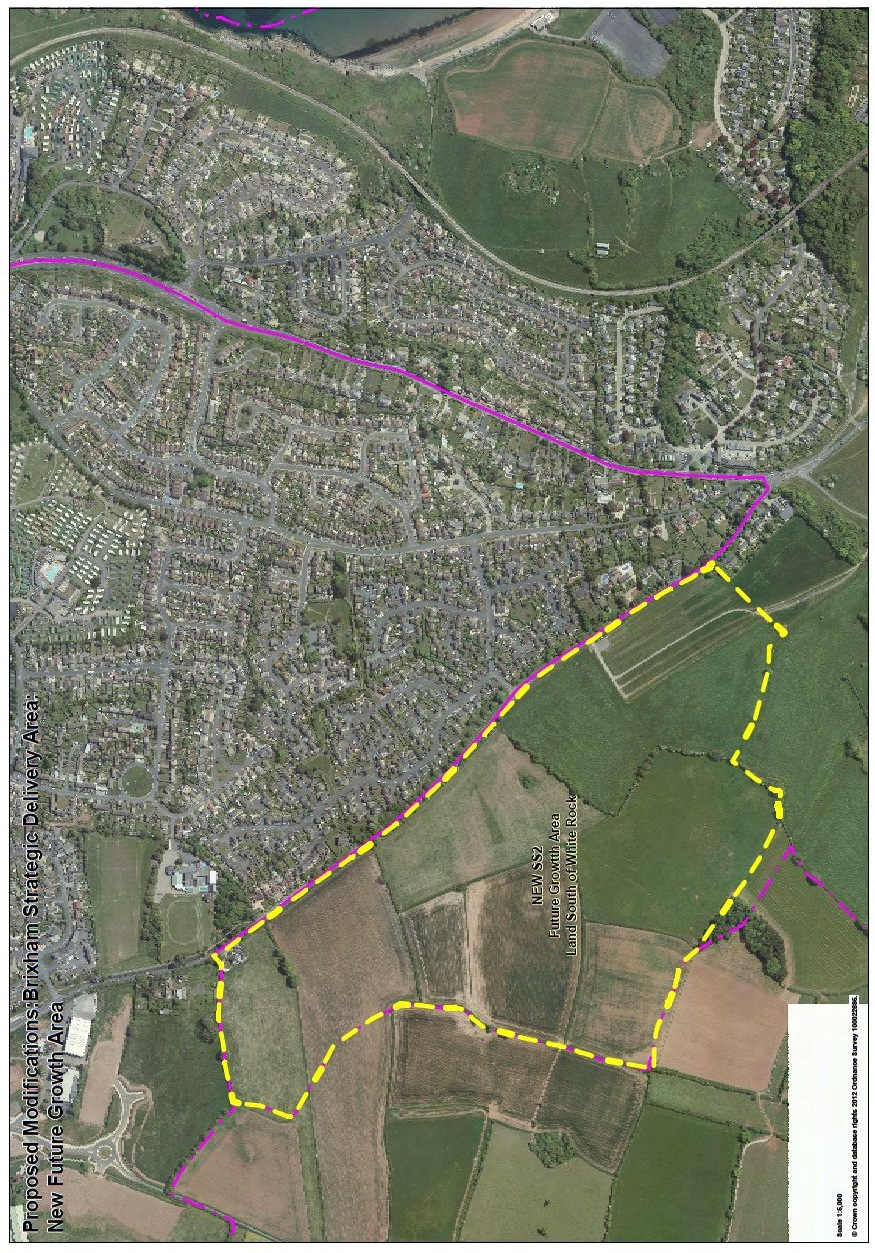 Proposed Modifications:Brixham Strategic Delivery Area:
New Future Growth Area
NEW SS2
Future Growth Area
Land South of White Rock
Scale 1:5,000
© Crown copyright and database rights 2012 Ordnance Survey 100022695.